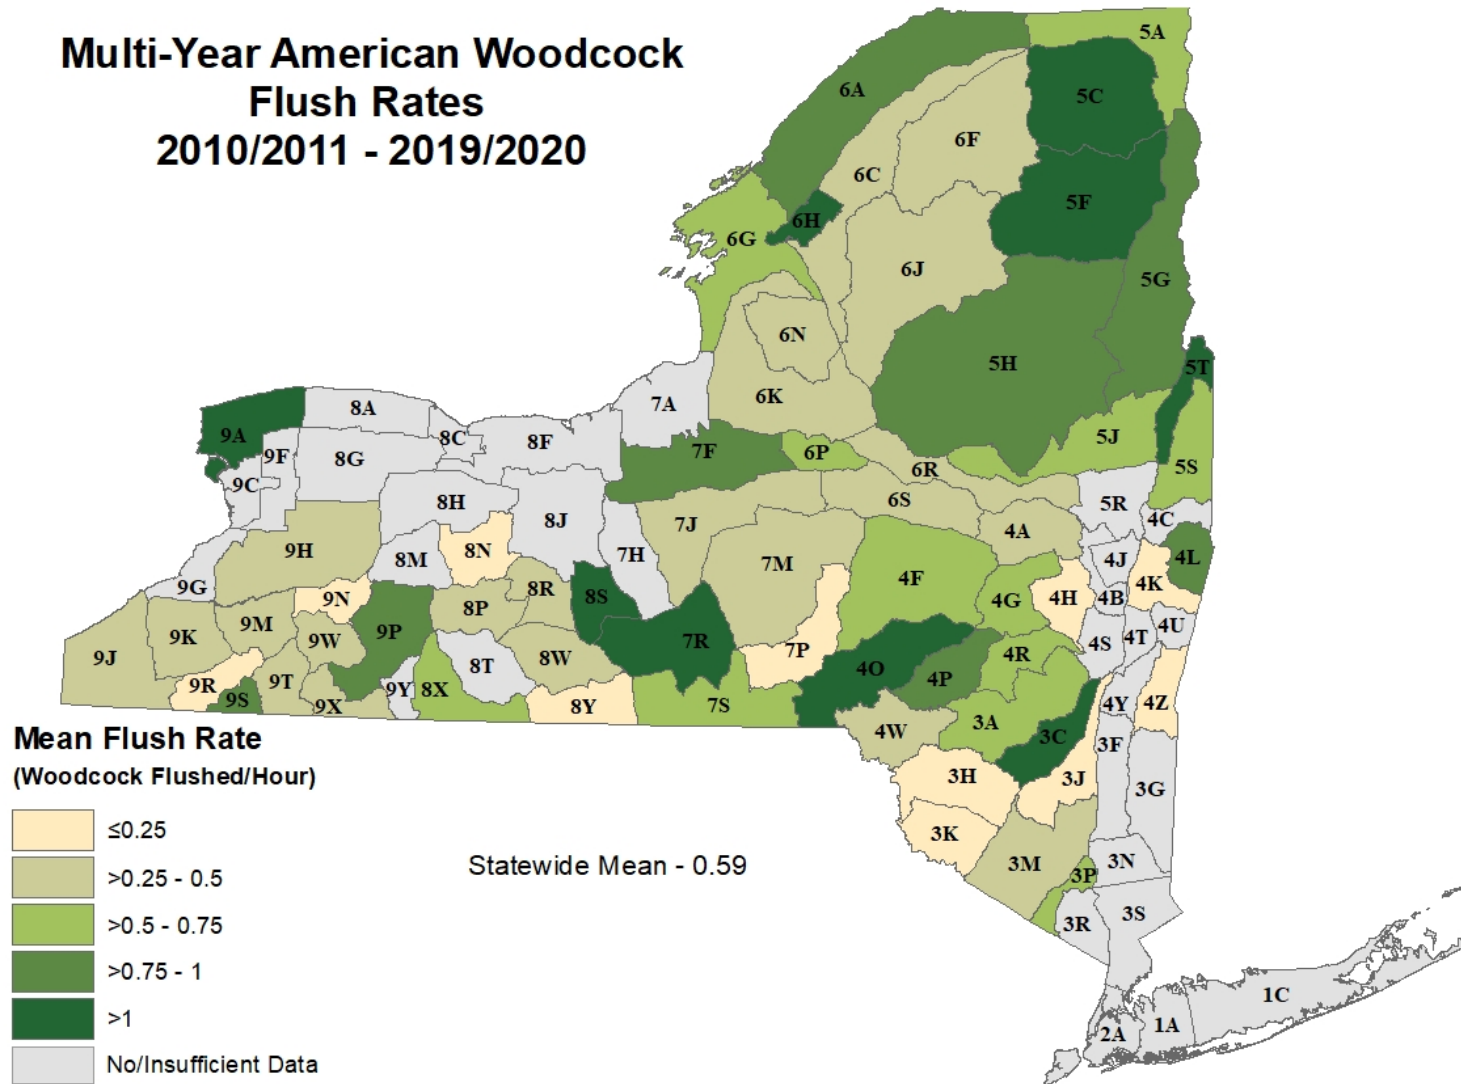 Multi-Year American Woodcock
Flush Rates
2010/2011 - 2019/2020
5A
6A
5C
6F
6C
5F
6H
6G
6J
5G
6N
5H
5T
6K
7A
8A
9A
8C
8F
9F
8G
7F
6P
5J
6R
5S
9C
8H
6S
5R
4C
8J
7J
4A
9H
8M
8N
7H
7M
4J
4L
9G
4F
9N
8P
8R
8S
4G
4H
4B
4K
9K
9M
9W
9P
7R
4S
4T
4U
9J
8T
8W
7P
4O
4R
9R
9T
9Y
8X
4P
9S
9X
8Y
7S
4Y
4Z
4W
3A
3C
3F
3H
3J
3G
3K
3M
3N
3P
3R
3S
1C
2A
1A
Mean Flush Rate
(Woodcock Flushed/Hour)
≤0.25
>0.25 - 0.5
>0.5 - 0.75
>0.75 - 1
>1
No/Insufficient Data
Statewide Mean - 0.59